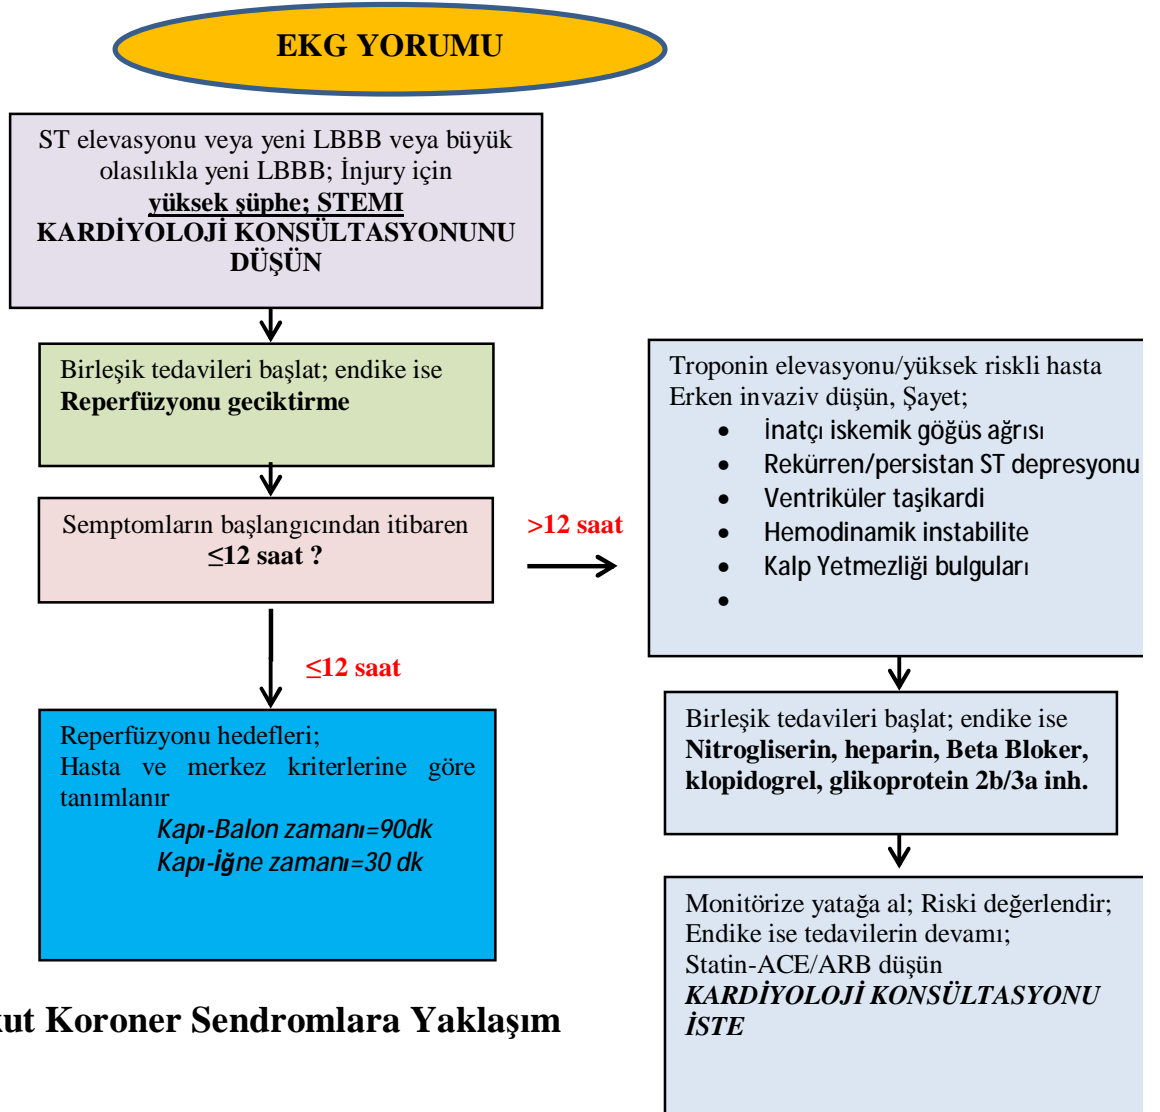 EKG YORUMU
ST elevasyonu veya yeni LBBB veya büyük
olasılıkla yeni LBBB; İnjury için
yüksek şüphe; STEMI
KARDİYOLOJİ KONSÜLTASYONUNU
DÜŞÜN
Birleşik tedavileri başlat; endike ise
Reperfüzyonu geciktirme
Semptomların başlangıcından itibaren
≤12 saat ?
>12 saat
≤12 saat
Reperfüzyonu hedefleri;
Hasta ve merkez kriterlerine göre
tanımlanır
Kapı-Balon zamanı=90dk
Kapı-İğne zamanı=30 dk
Troponin elevasyonu/yüksek riskli hasta
Erken invaziv düşün, Şayet;
• İnatçı iskemik göğüs ağrısı
• Rekürren/persistan ST depresyonu
• Ventriküler taşikardi
• Hemodinamik instabilite
• Kalp Yetmezliği bulguları
•
Birleşik tedavileri başlat; endike ise
Nitrogliserin, heparin, Beta Bloker,
klopidogrel, glikoprotein 2b/3a inh.
Monitörize yatağa al; Riski değerlendir;
Endike ise tedavilerin devamı;
Statin-ACE/ARB düşün
KARDİYOLOJİ KONSÜLTASYONU
İSTE
Koroner Sendromlara Yaklaşım